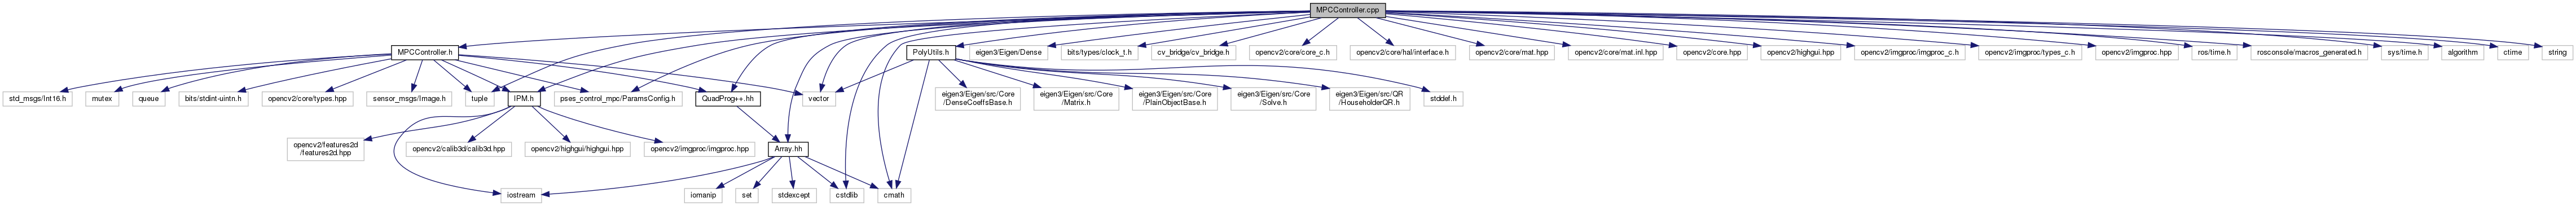 MPCController.cpp
MPCController.h
PolyUtils.h
eigen3/Eigen/Dense
bits/types/clock_t.h
cv_bridge/cv_bridge.h
opencv2/core/core_c.h
opencv2/core/hal/interface.h
opencv2/core/mat.hpp
opencv2/core/mat.inl.hpp
opencv2/core.hpp
opencv2/highgui.hpp
opencv2/imgproc/imgproc_c.h
opencv2/imgproc/types_c.h
opencv2/imgproc.hpp
ros/time.h
rosconsole/macros_generated.h
sys/time.h
algorithm
ctime
string
std_msgs/Int16.h
mutex
queue
bits/stdint-uintn.h
opencv2/core/types.hpp
sensor_msgs/Image.h
tuple
IPM.h
pses_control_mpc/ParamsConfig.h
QuadProg++.hh
vector
eigen3/Eigen/src/Core
/DenseCoeffsBase.h
eigen3/Eigen/src/Core
/Matrix.h
eigen3/Eigen/src/Core
/PlainObjectBase.h
eigen3/Eigen/src/Core
/Solve.h
eigen3/Eigen/src/QR
/HouseholderQR.h
stddef.h
opencv2/features2d
/features2d.hpp
opencv2/calib3d/calib3d.hpp
opencv2/highgui/highgui.hpp
opencv2/imgproc/imgproc.hpp
Array.hh
iostream
iomanip
set
stdexcept
cstdlib
cmath